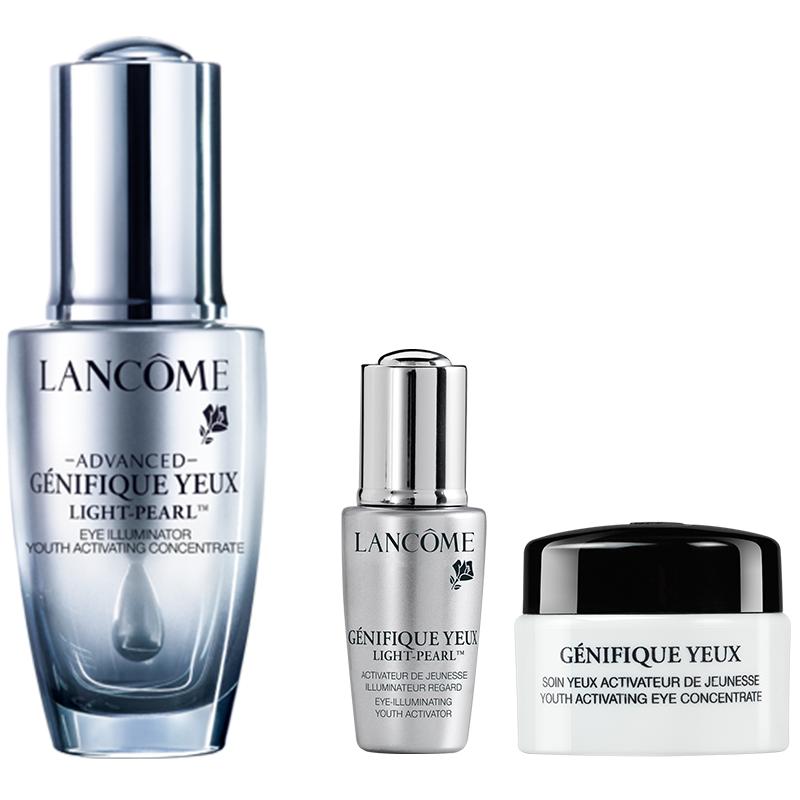 LANCÔME
-ADVANCED-
GÉNIFIQUE YEUX
LIGHT-PEARL™
EYE ILLUMINATOR
YOUTH ACTIVATING CONCENTRATE
LANCÔME
GÉNIFIQUE YEUX
LIGHT-PEARL™
ACTIVATEUR DE JEUNESSE
ILLUMINATEUR REGARD
EYE-ILLUMINATING
YOUTH ACTIVATOR
GÉNIFIQUE YEUX
SOIN YEUX ACTIVATEUR DE JEUNESSE
YOUTH ACTIVATING EYE CONCENTRATE